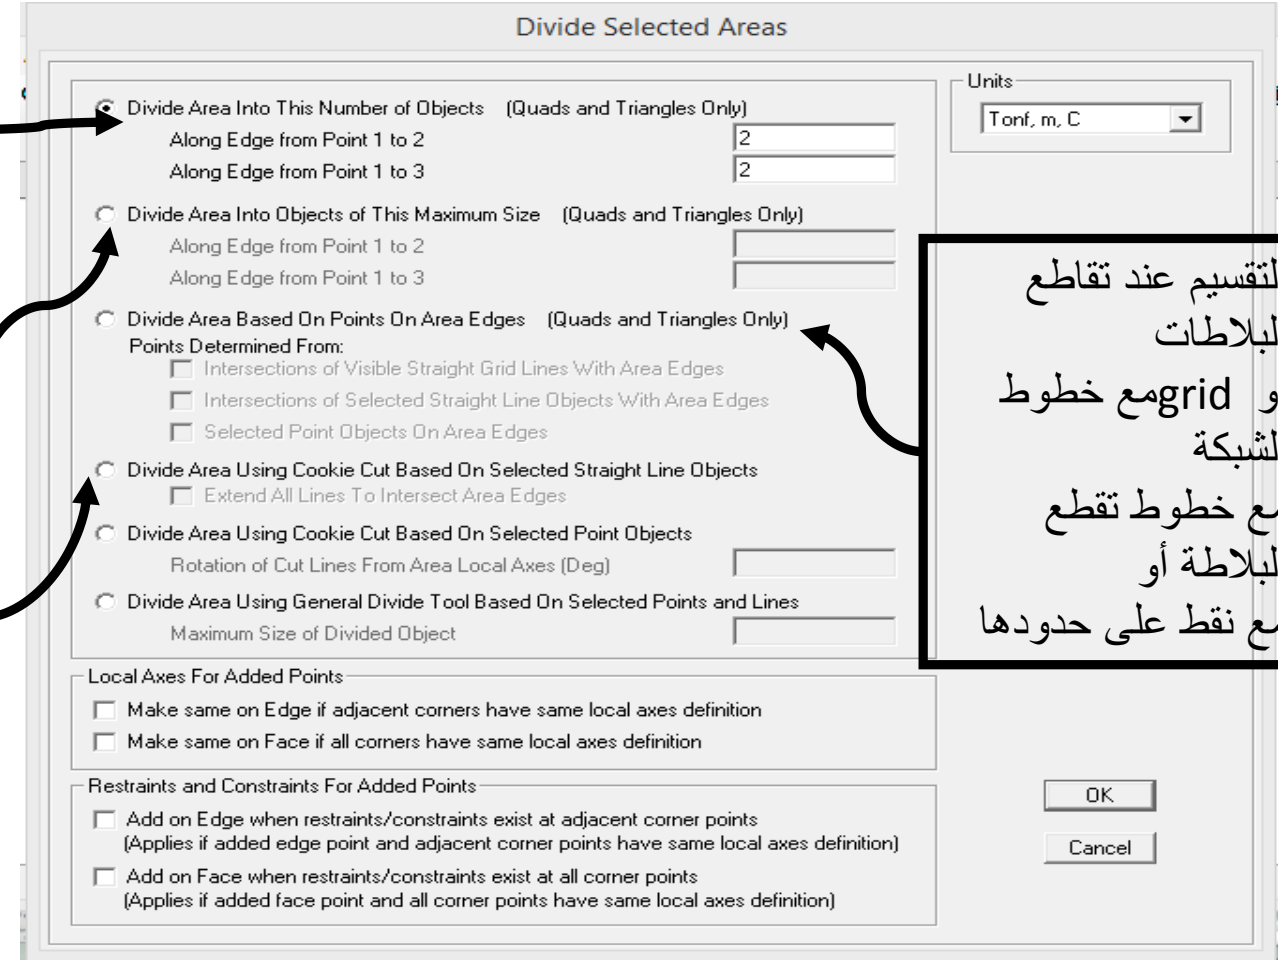 Divide Selected Areas
Divide Area Into This Number of Objects (Quads and Triangles Only)
Along Edge from Point 1 to 2 2
Along Edge from Point 1 to 3 2
Divide Area Into Objects of This Maximum Size (Quads and Triangles Only)
Along Edge from Point 1 to 2
Along Edge from Point 1 to 3
Divide Area Based On Points On Area Edges (Quads and Triangles Only)
Points Determined From:
Intersections of Visible Straight Grid Lines With Area Edges
Intersections of Selected Straight Line Objects With Area Edges
Selected Point Objects On Area Edges
Divide Area Using Cookie Cut Based On Selected Straight Line Objects
Extend All Lines To Intersect Area Edges
Divide Area Using Cookie Cut Based On Selected Point Objects
Rotation of Cut Lines From Area Local Axes (Deg)
Divide Area Using General Divide Tool Based On Selected Points and Lines
Maximum Size of Divided Object
Local Axes For Added Points
Make same on Edge if adjacent corners have same local axes definition
Make same on Face if all corners have same local axes definition
Restraints and Constraints For Added Points
Add on Edge when restraints/constraints exist at adjacent corner points
(Applies if added edge point and adjacent corner points have same local axes definition)
Add on Face when restraints/constraints exist at all corner points
(Applies if added face point and all corner points have same local axes definition)
Units
Tonf, m, C
لتقسيم عند تقاطع
لبلاطات
مع خطوط grid و
لشبكة
مع خطوط تقطع
لبلاطة أو
مع نقط على حدودها
OK
Cancel